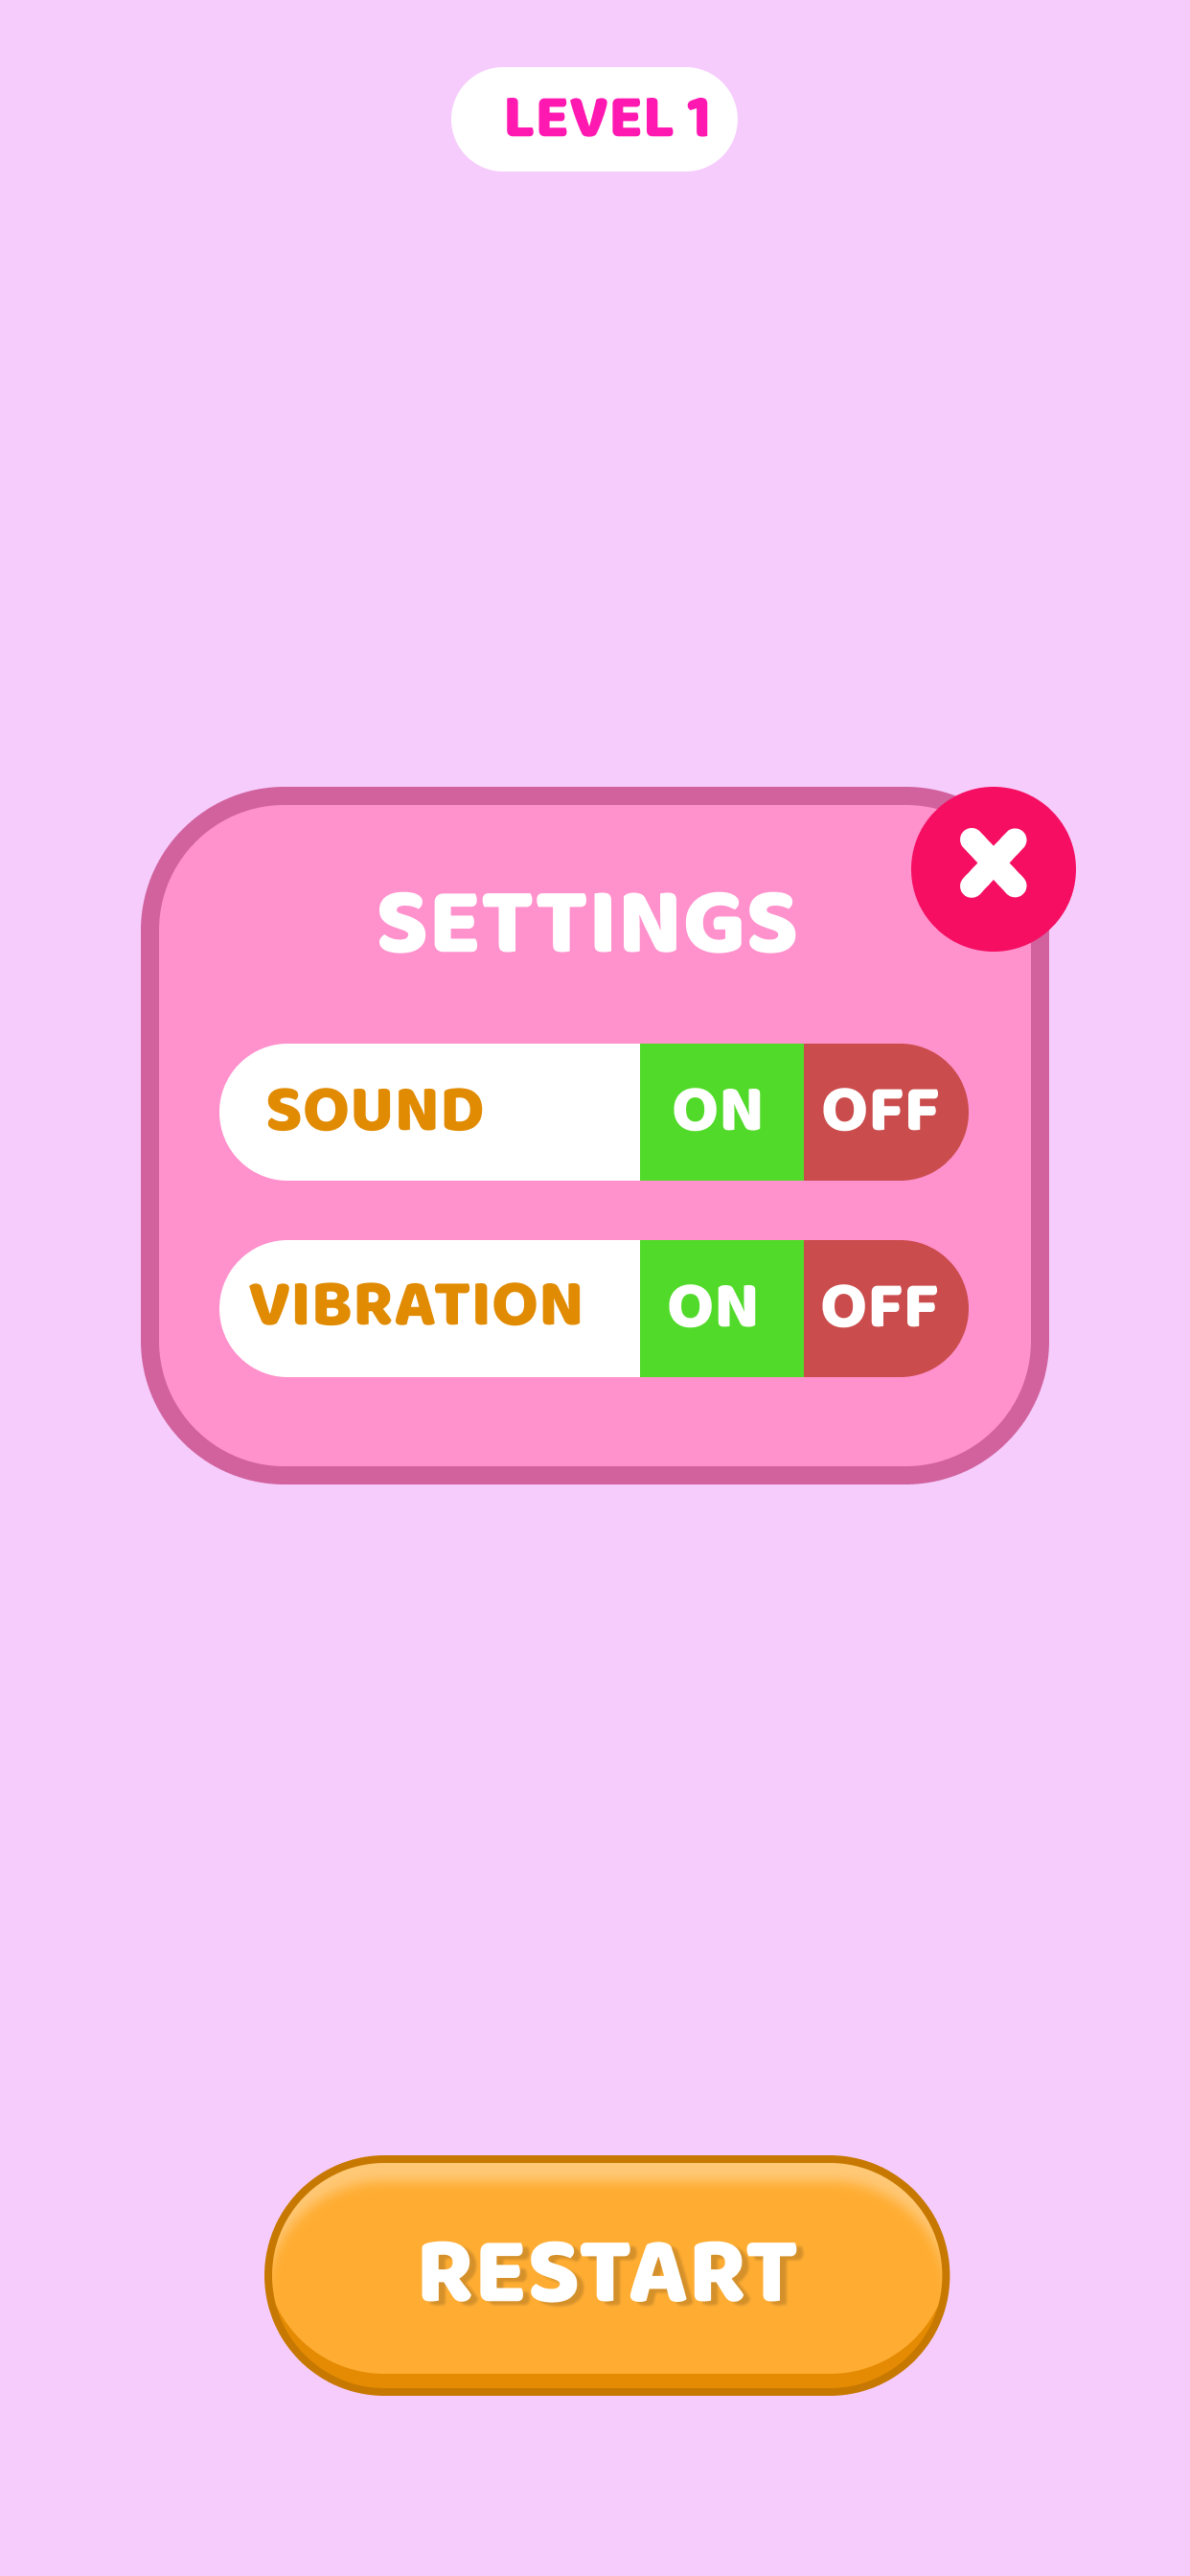 LEVEL 1
SETTINGS
SOUND ON OFF
VIBRATION ON OFF
RESTART